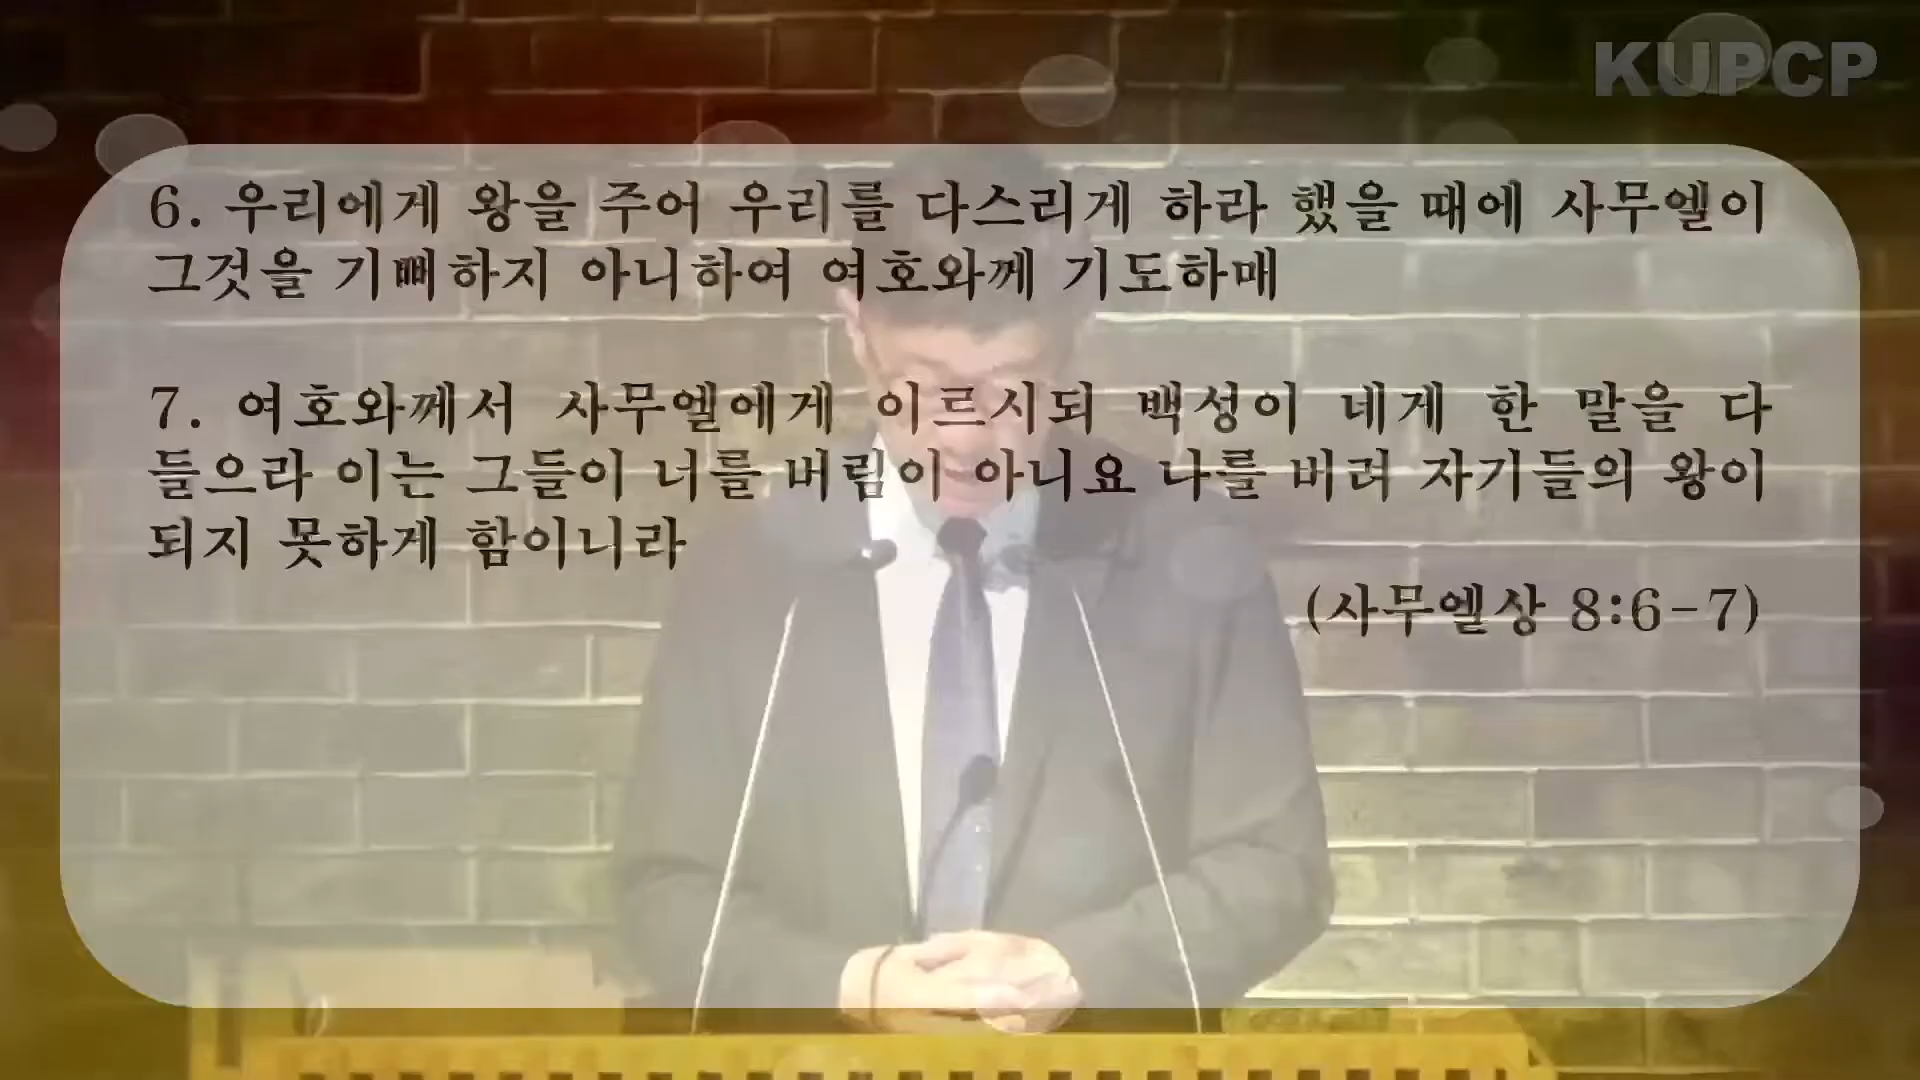 KUPCP
6. 우리에게 왕을 주어 우리를 다스리게 하라 했을 때에 사무엘이
그것을 기뻐하지 아니하여 여호와께 기도하매
7. 여호와께서 사무엘에게 이르시되 백성이 네게 한 말을 다
들으라 이는 그들이 너를 버림이 아니요 나를 버려 자기들의 왕이
되지 못하게 함이니라
(사무엘상 8:6-7)